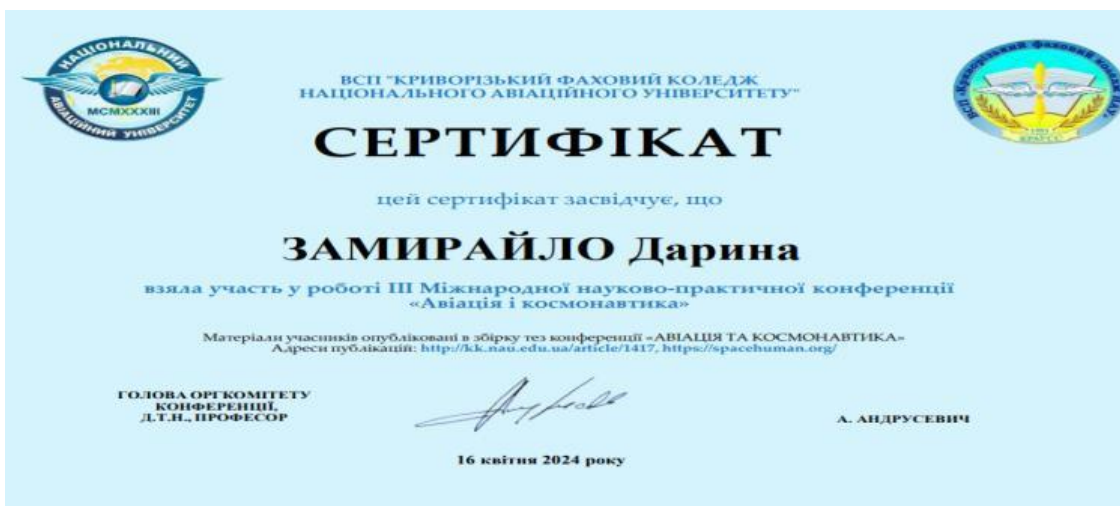 НАЦІОНАЛЬНИЙ
MCMXXXIII
АВІАЦІЙНИЙ УНІВЕРСИТЕТ
ВСП "КРИВОРІЗЬКИЙ ФАХОВИЙ КОЛЕДЖ
НАЦІОНАЛЬНОГО АВІАЦІЙНОГО УНІВЕРСИТЕТУ"
СЕРТИФІКАТ
цей сертифікат засвідчує, що
ЗАМИРАЙЛО Дарина
взяла участь у роботі ІІІ Міжнародної науково-практичної конференції
«Авіація і космонавтика»
Матеріали учасників опубліковані в збірку тез конференції «АВІАЦІЯ ТА КОСМОНАВТИКА»
Адреси публікацій: http://kk.nau.edu.ua/article/1417, https://spacehuman.org/
ГОЛОВА ОРГКОМІТЕТУ
КОНФЕРЕНЦІЇ,
Д.Т.Н., ПРОФЕСОР
А. АНДРУСЕВИЧ
16 квітня 2024 року